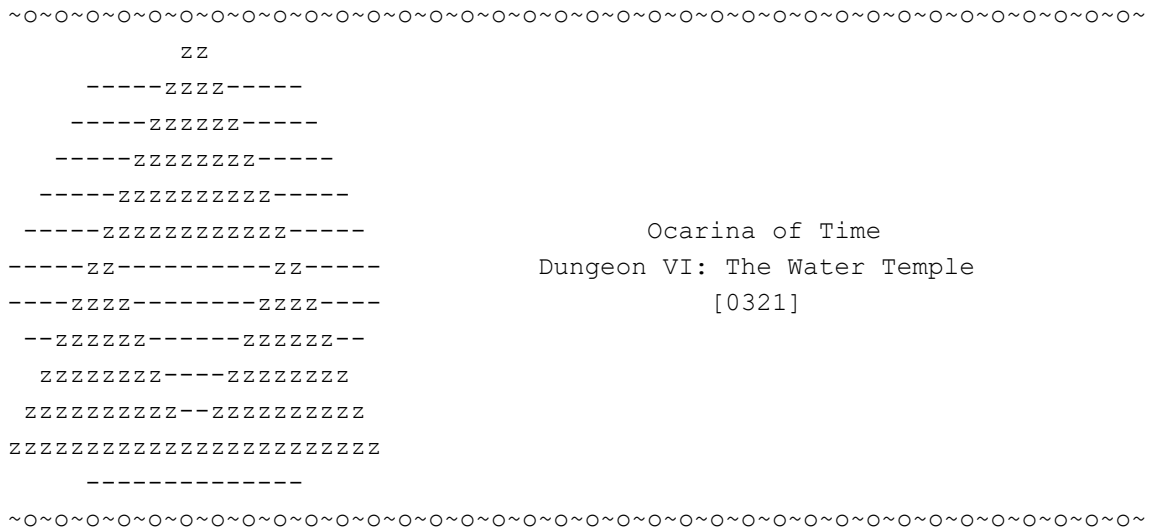 ~o~o~o~o~o~o~o~o~o~o~o~o~o~o~o~o~o~o~o~o~o~o~o~o~o~o~o~o~o~o~o~o~o~o~o~o~
           zz
     -----zzzz-----
    -----zzzzzz-----
   -----zzzzzzzz-----
  -----zzzzzzzzzz-----
 -----zzzzzzzzzzzz-----                  Ocarina of Time
-----zz----------zz-----          Dungeon VI: The Water Temple
----zzzz--------zzzz----                     [0321]
 --zzzzzz------zzzzzz--
  zzzzzzzz----zzzzzzzz
 zzzzzzzzzz--zzzzzzzzzz
zzzzzzzzzzzzzzzzzzzzzzzz
     --------------
~o~o~o~o~o~o~o~o~o~o~o~o~o~o~o~o~o~o~o~o~o~o~o~o~o~o~o~o~o~o~o~o~o~o~o~o~